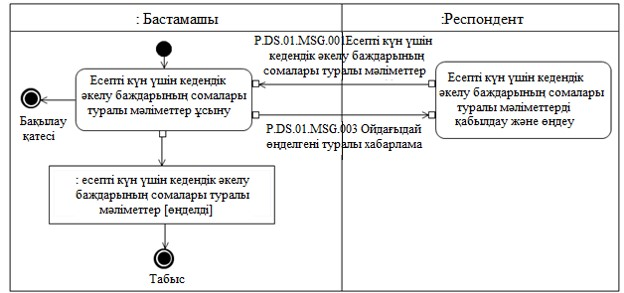 : Бастамашы
:Респондент
P.DS.01.MSG.001Есепті күн үшін
кедендік әкелу баждарының
сомалары туралы мәліметтер
Есепті күн үшін кедендік
әкелу баждарының сомалары
туралы мәліметтер ұсыну
Есепті күн үшін кедендік
әкелу баждарының сомалары
туралы мәліметтерді
қабылдау және өңдеу
Бақылау
қатесі
P.DS.01.MSG.003 Ойдағыдай
өңделгені туралы хабарлама
: есепті күн үшін кедендік әкелу
баждарының сомалары туралы
мәліметтер [өңделді]
Табыс